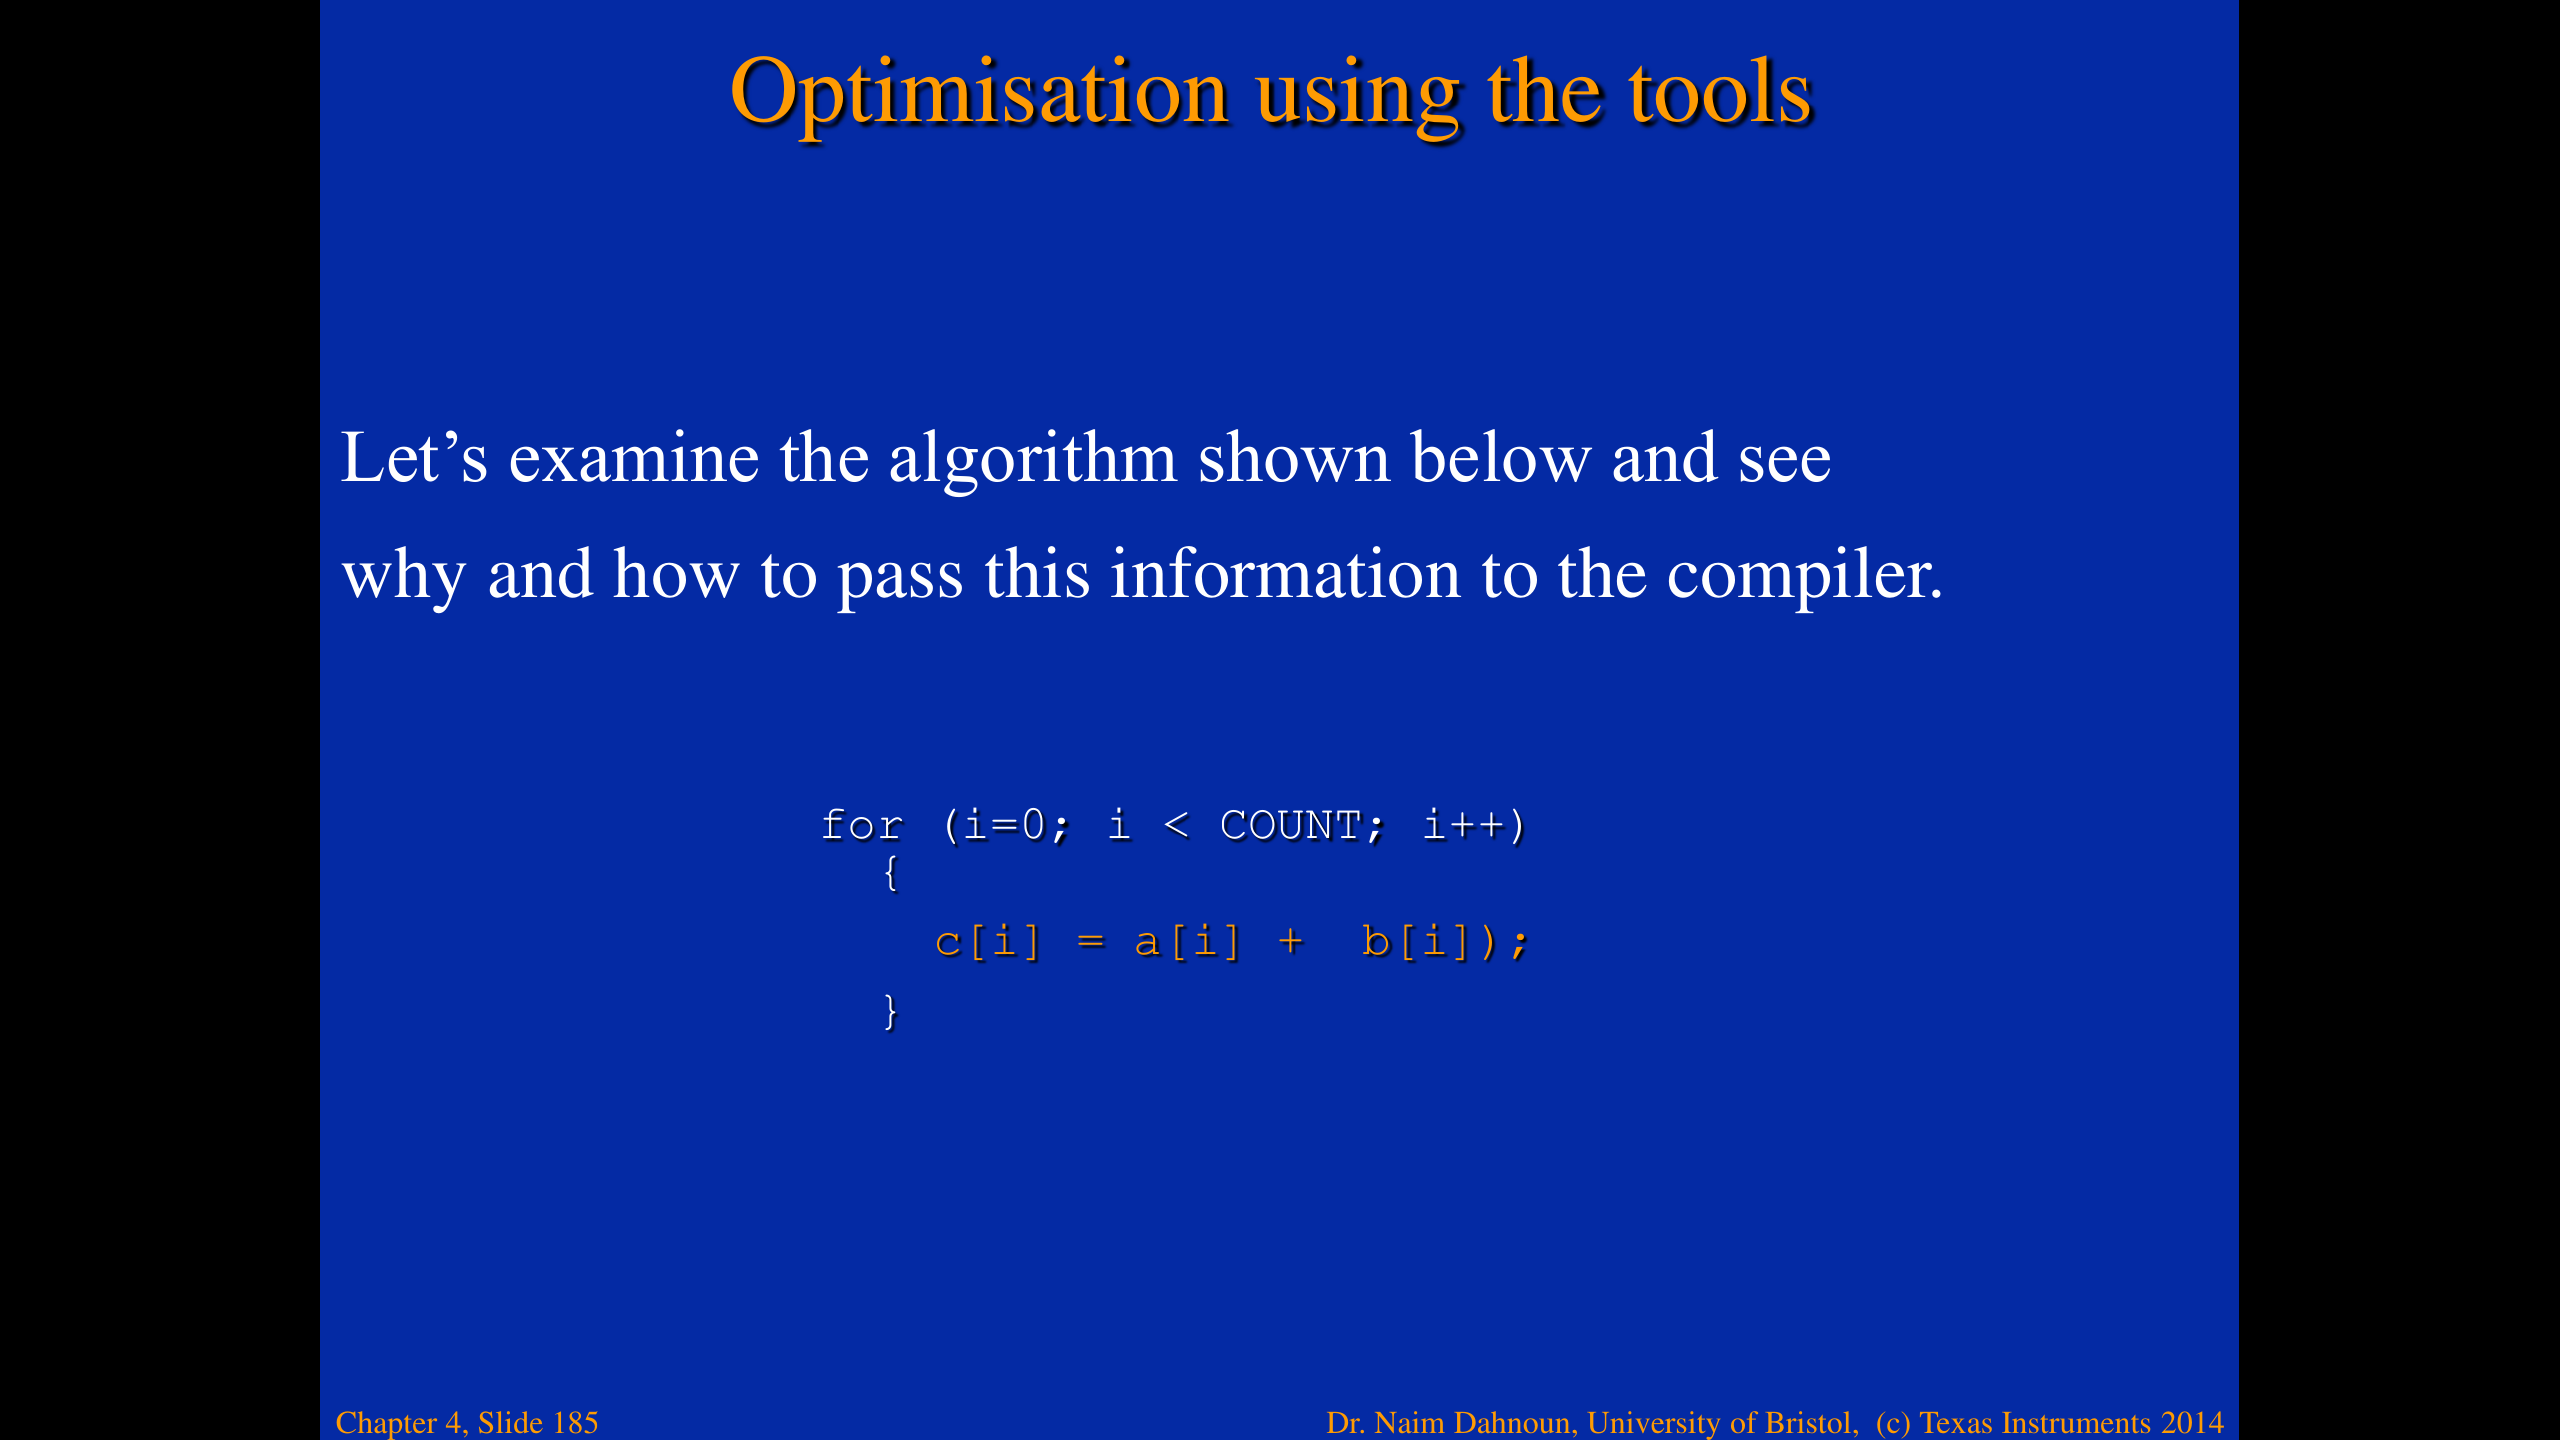 Optimisation using the tools
Let’s examine the algorithm shown below and see
why and how to pass this information to the compiler.
for (i=0; i < COUNT; i++)
{
c[i] = a[i] +  b[i]);
}
Chapter 4, Slide 185
Dr. Naim Dahnoun, University of Bristol,  (c) Texas Instruments 2014